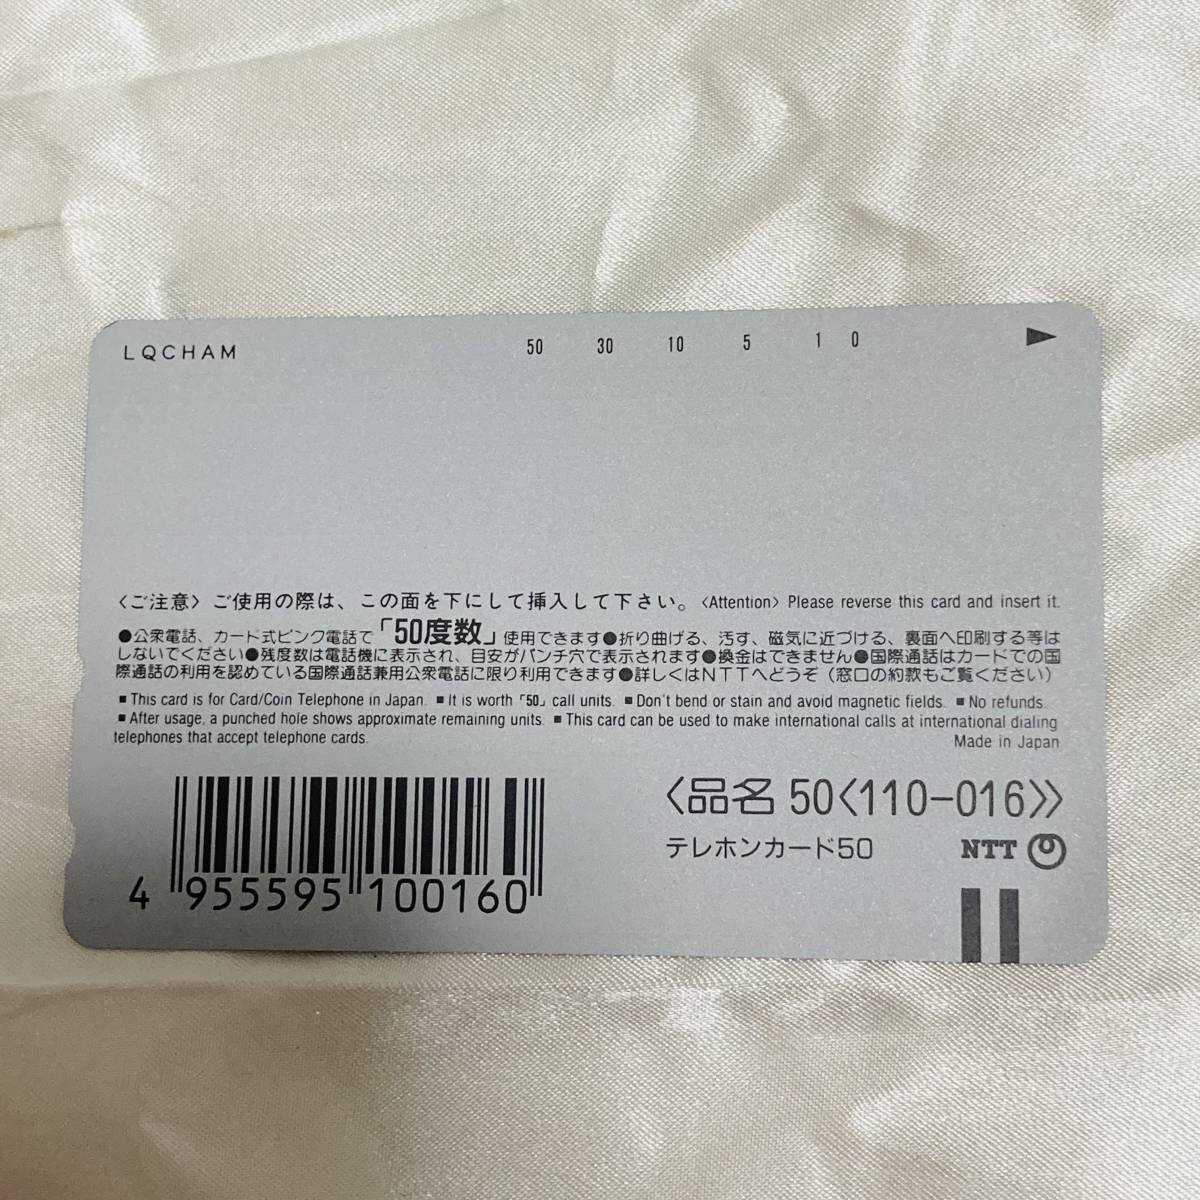 LQCHAM 50 30 10 5 1 0
〈ご注意〉ご使用の際は、この面を下にして挿入して下さい。〈Attention〉Please reverse this card and insert it.
●公衆電話、カード式ピンク電話で「50度数」使用できます●折り曲げる、汚す、磁気に近づける、裏面へ印刷する等は
しないでください●残度数は電話機に表示され、目安がパンチ穴で表示されます●換金はできません●国際通話はカードでの国
際通話の利用を認めている国際通話兼用公衆電話に限り利用できます●詳しくはNTTへどうぞ(窓口の約款もご覧ください)
■This card is for Card/Coin Telephone in Japan. ■It is worth「50」call units. ■Don't bend or stain and avoid magnetic fields. ■No refunds.
■After usage, a punched hole shows approximate remaining units. ■This card can be used to make international calls at international dialing
telephones that accept telephone cards.
Made in Japan
〈品名 50〈110-016〉〉
テレホンカード50 NTT
4 955595 100160